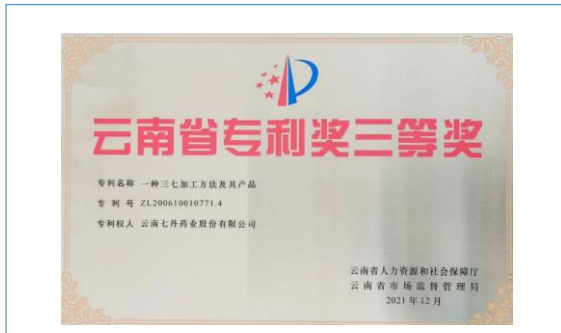 云南省专利奖三等奖
专利名称 一种三七加工方法及其产品
专 利 号 ZL200610010771.4
专利权人 云南七丹药业股份有限公司
云南省人力资源和社会保障厅
云南省市场监督管理局
2021年12月